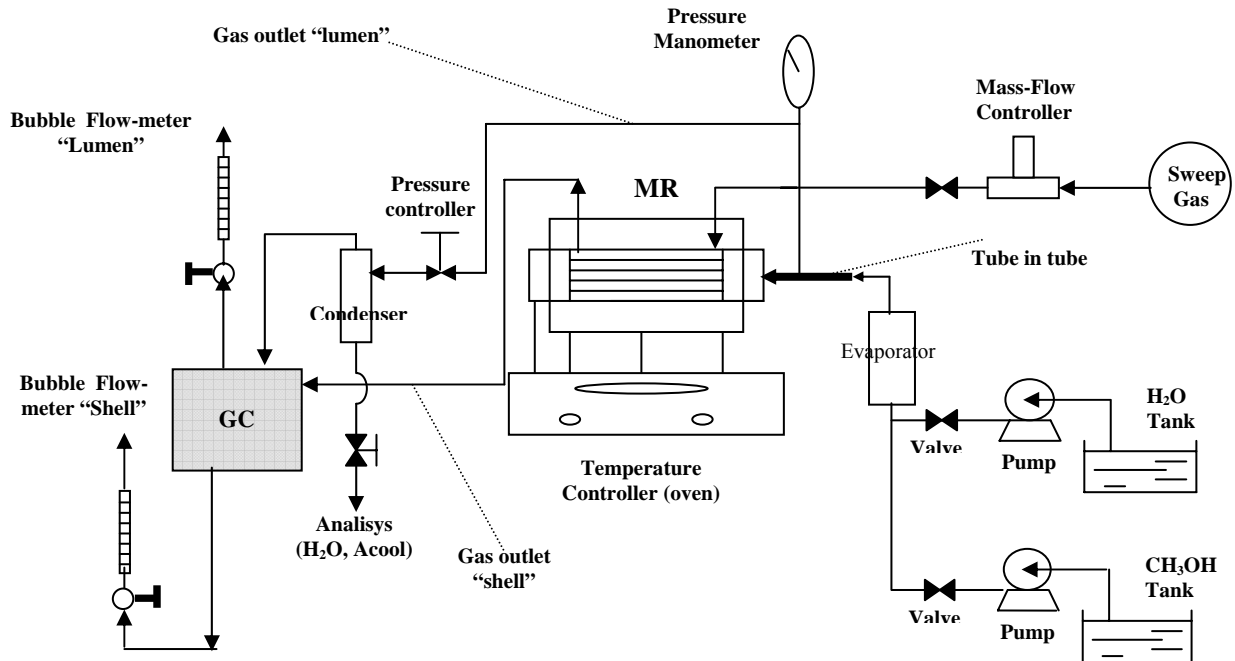 Pressure
Manometer
Gas outlet “lumen”
Mass-Flow
Controller
Bubble Flow-meter
“Lumen”
Pressure
controller
MR
Sweep
Gas
Tube in tube
Condenser
Evaporator
Bubble Flow-
meter “Shell”
GC
H₂O
Tank
Valve
Pump
Temperature
Controller (oven)
Analisys
(H₂O, Acool)
Gas outlet
“shell”
CH₃OH
Tank
Valve
Pump